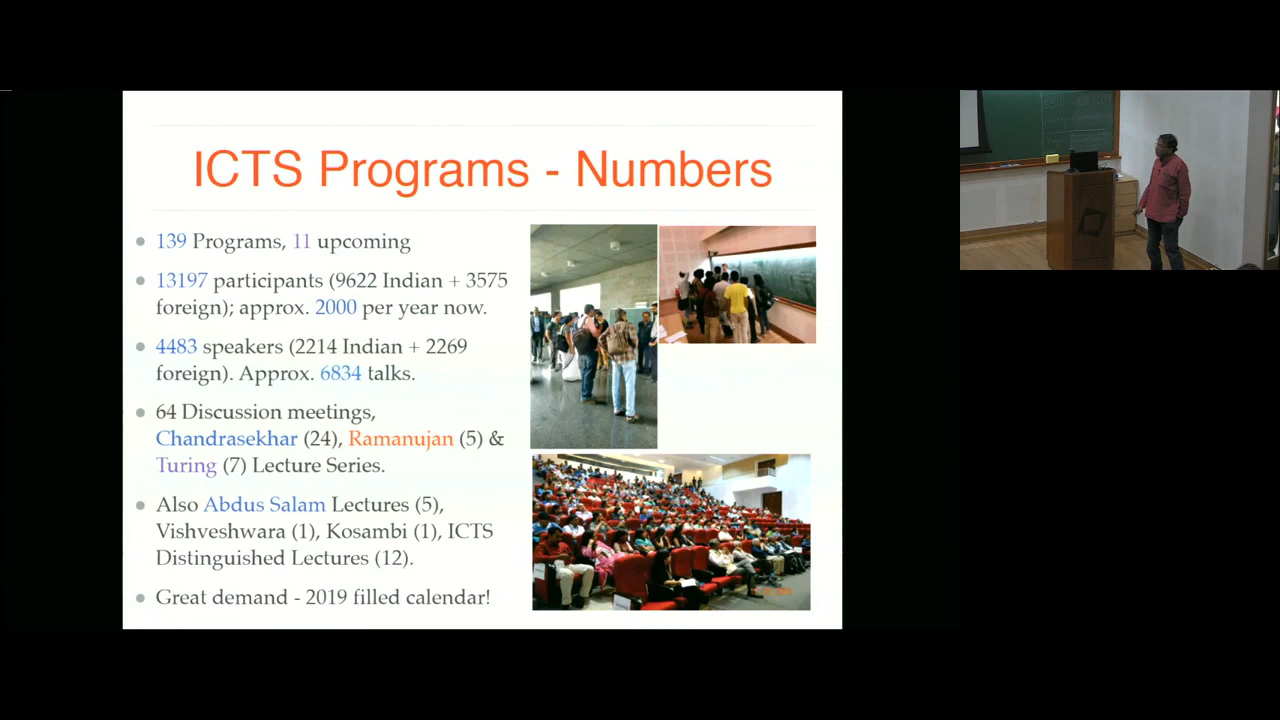 ICTS Programs - Numbers
139 Programs, 11 upcoming
13197 participants (9622 Indian + 3575
foreign); approx. 2000 per year now.
4483 speakers (2214 Indian + 2269
foreign). Approx. 6834 talks.
64 Discussion meetings,
Chandrasekhar (24), Ramanujan (5) &
Turing (7) Lecture Series.
Also Abdus Salam Lectures (5),
Vishveshwara (1), Kosambi (1), ICTS
Distinguished Lectures (12).
Great demand - 2019 filled calendar!